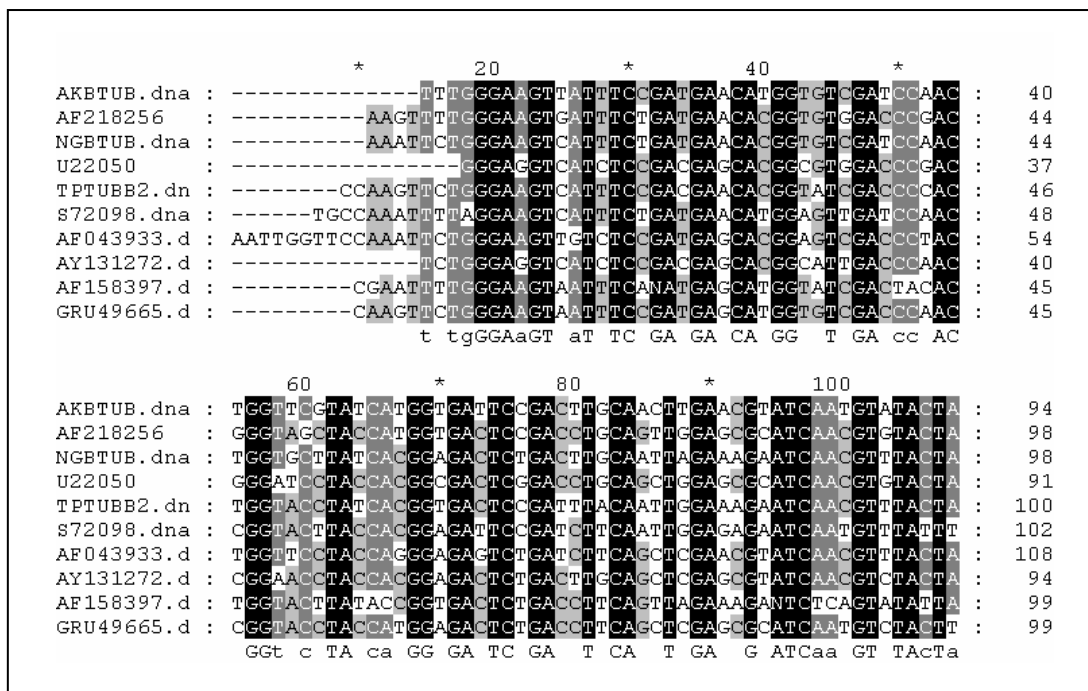 * 20 * 40 *
AKBTUB.dna : --------------TTTGGGAAGTTATTTCCGATGAACATGGTGTCGATCCAAC : 40
AF218256 : ----------AAGTTTTGGGAAGTGATTTCTGATGAACACGGTGTGGACCCGAC : 44
NGBTUB.dna : ----------AAATTCTGGGAAGTCATTTCTGATGAACACGGTGTCGATCCAAC : 44
U22050 : -----------------GGGAGGTCATCTCCGACGAGCACGGCGTGGACCCGAC : 37
TPTUBB2.dn : --------CCAAGTTCTGGGAAGTCATTTCCGACGAACACGGTATCGACCCCAC : 46
S72098.dna : ------TGCCAAATTTTAGGAAGTCATTTCTGATGAACATGGAGTTGATCCAAC : 48
AF043933.d : AATTGGTTCCAAATTCTGGGAAGTTGTCTCCGATGAGCACGGAGTCGACCCTAC : 54
AY131272.d : --------------TCTGGGAGGTCATCTCCGACGAGCACGGCATTGACCCAAC : 40
AF158397.d : ---------CGAATTTTGGGAAGTAATTTCANATGAGCATGGTATCGACTACAC : 45
GRU49665.d : ---------CAAGTTCTGGGAAGTAATTTCCGATGAGCATGGTGTCGACCCAAC : 45
t tgGGAaGT aT TC GA GA CA GG T GA cc AC
60 * 80 * 100
AKBTUB.dna : TGGTTCGTATCATGGTGATTCCGACTTGCAACTTGAACGTATCAATGTATACTA : 94
AF218256 : GGGTAGCTACCATGGTGACTCCGACCTGCAGTTGGAGCGCATCAACGTGTACTA : 98
NGBTUB.dna : TGGTGCTTATCACGGAGACTCTGACTTGCAATTAGAAAGAATCAACGTTTACTA : 98
U22050 : GGGATCCTACCACGGCGACTCGGACCTGCAGCTGGAGCGCATCAACGTGTACTA : 91
TPTUBB2.dn : TGGTACCTATCACGGTGACTCCGATTTACAATTGGAAAGAATCAACGTTTACTA : 100
S72098.dna : CGGTACTTACCACGGAGATTCCGATCTTCAATTGGAGAGAATCAATGTTTATTT : 102
AF043933.d : TGGTTCCTACCAGGGAGAGTCTGATCTTCAGCTCGAACGTATCAACGTTTACTA : 108
AY131272.d : CGGAACCTACCACGGAGACTCTGACTTGCAGCTCGAGCGTATCAACGTCTACTA : 94
AF158397.d : TGGTACTTATACCGGTGACTCTGACCTTCAGTTAGAAAGANTCTCAGTATATTA : 99
GRU49665.d : CGGTACCTACCATGGAGACTCTGACCTTCAGCTCGAGCGCATCAATGTCTACTT : 99
GGt c TA ca GG GA TC GA T CA T GA G ATCaa GT TAcTa